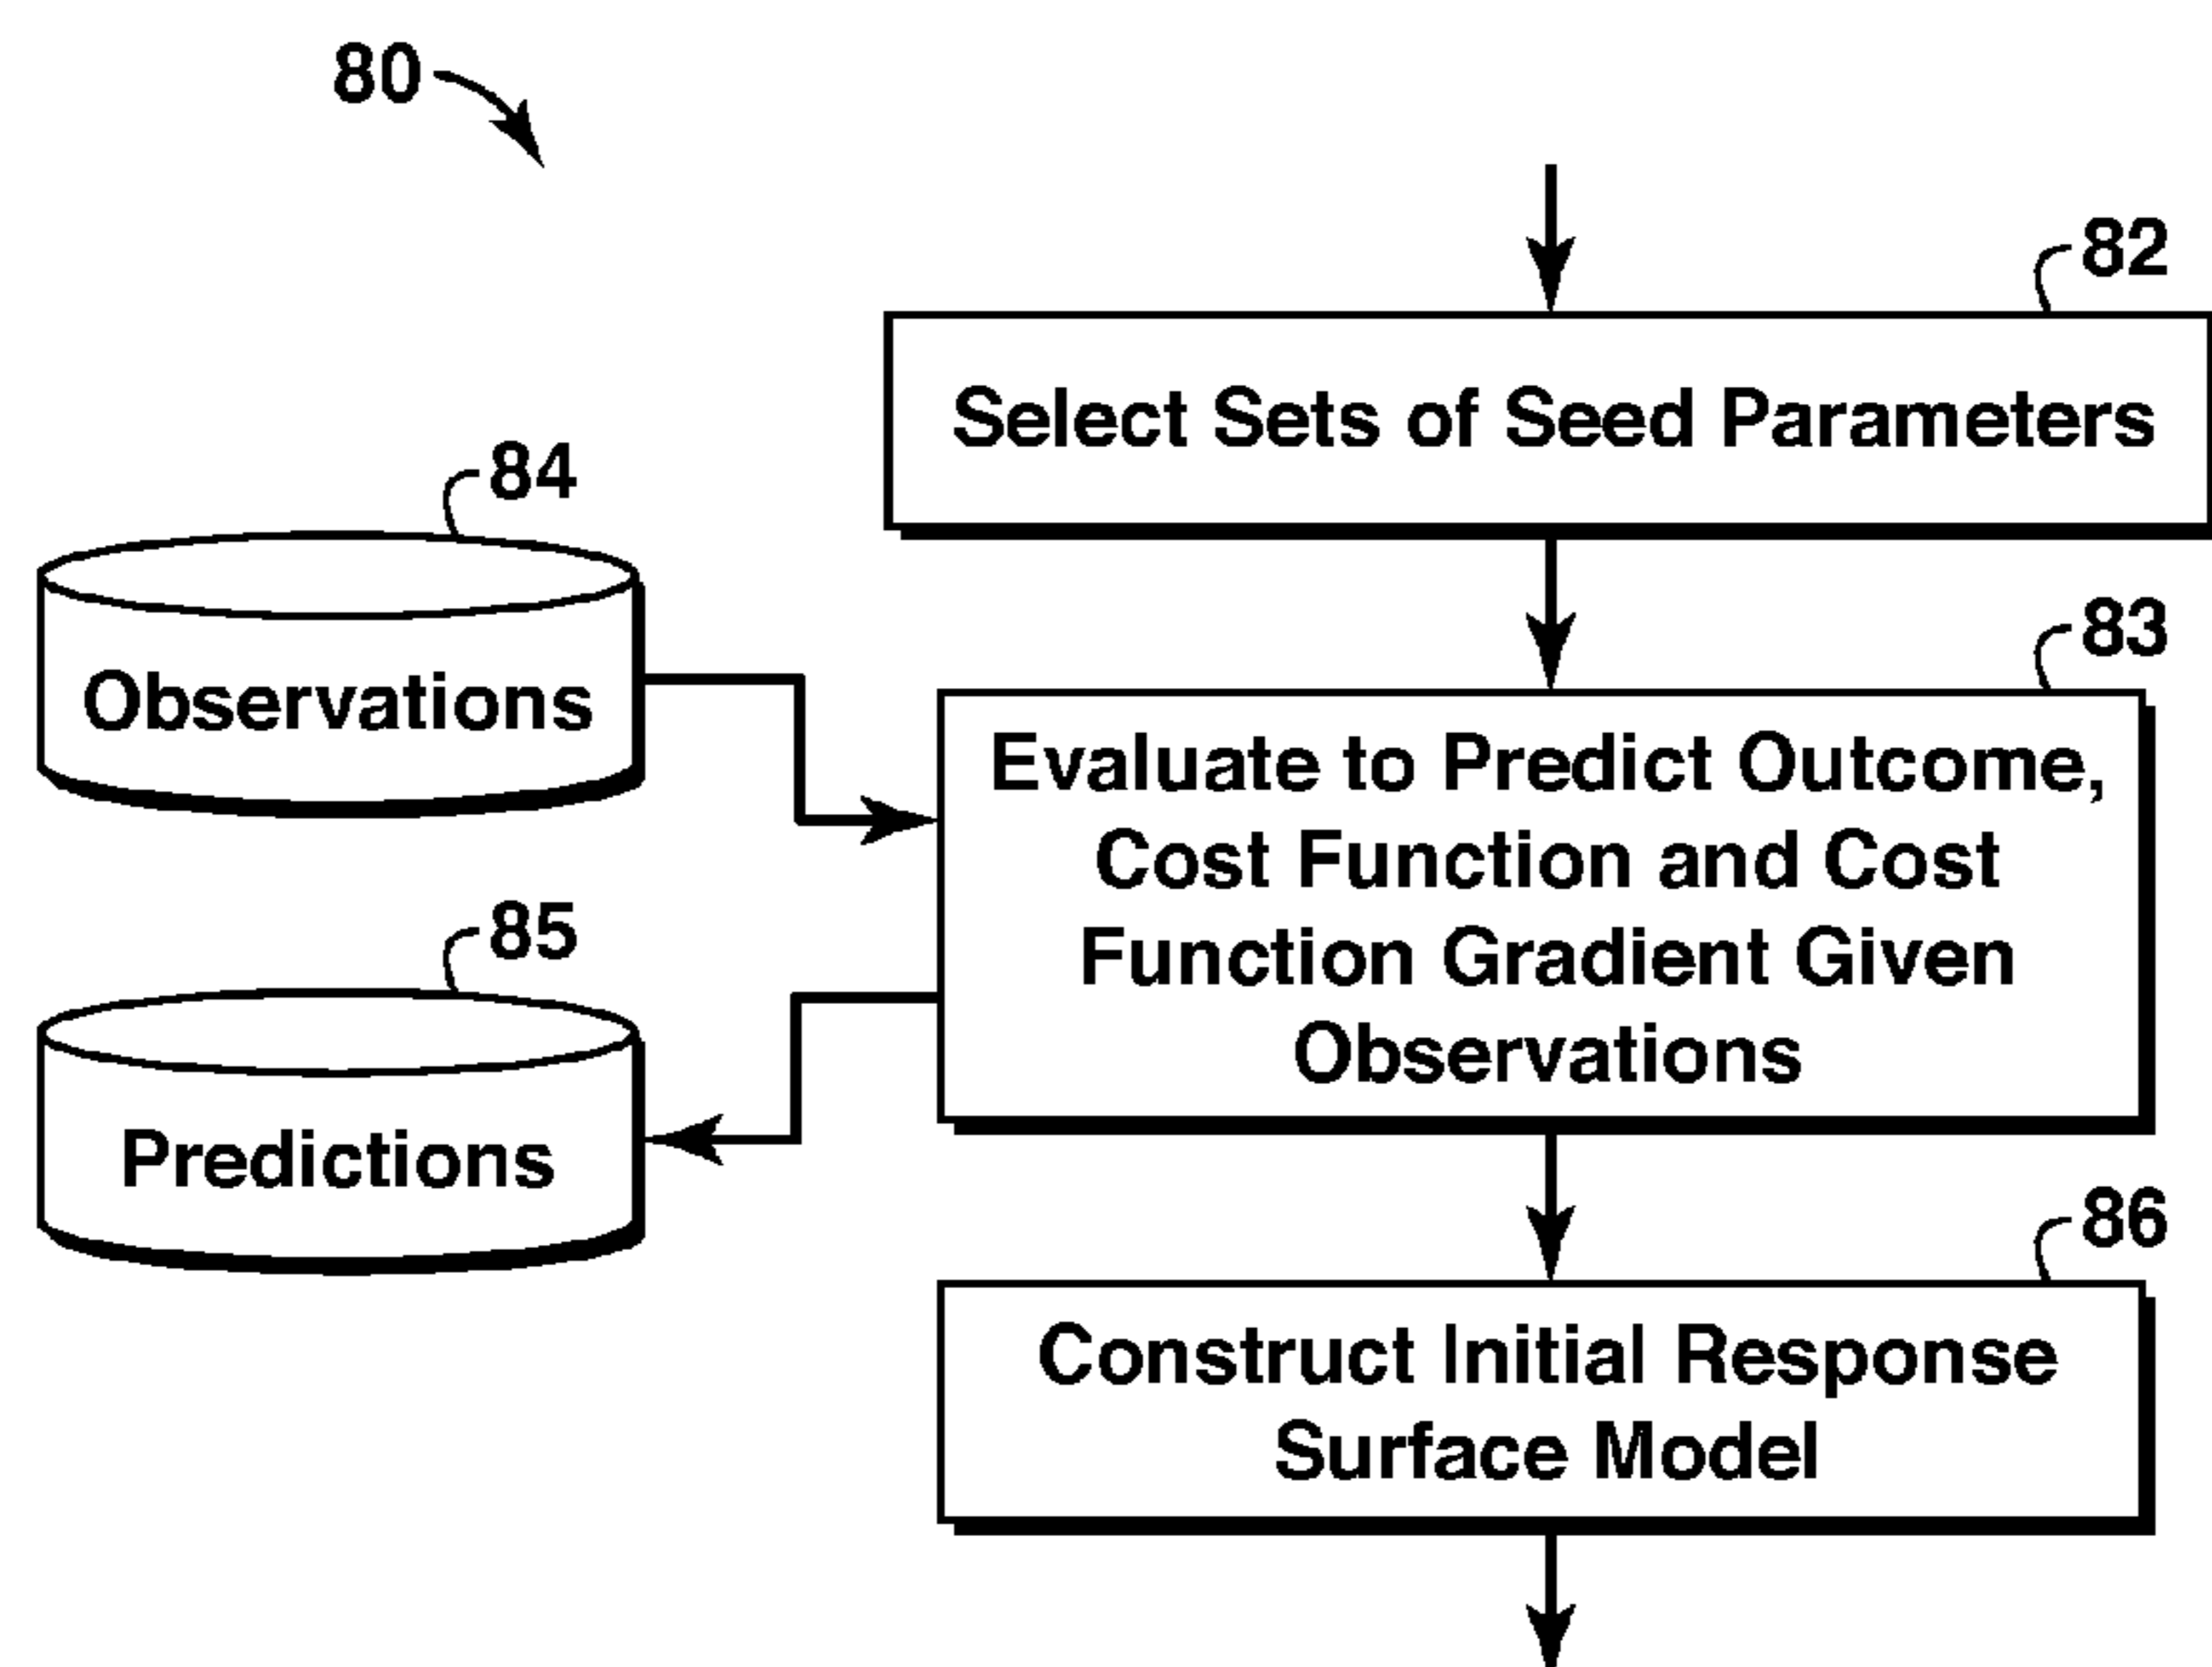 80
82
Select Sets of Seed Parameters
84
Observations
83
Evaluate to Predict Outcome,
Cost Function and Cost
Function Gradient Given
Observations
85
Predictions
86
Construct Initial Response
Surface Model